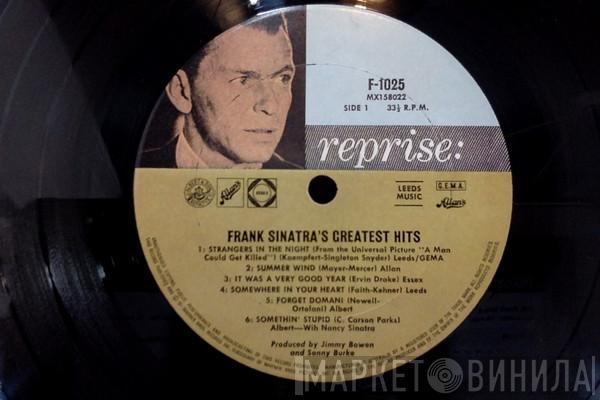 F-1025
MX158022
SIDE 1 33⅓ R.P.M.
reprise:
Allans
LEEDS
MUSIC
G.E.M.A.
Allans
FRANK SINATRA'S GREATEST HITS
1: STRANGERS IN THE NIGHT (From the Universal Picture "A Man
Could Get Killed") (Kaempfert-Singleton Snyder) Leeds/GEMA
2: SUMMER WIND (Mayer-Mercer) Allan
3: IT WAS A VERY GOOD YEAR (Ervin Drake) Essex
4: SOMEWHERE IN YOUR HEART (Faith-Kehner) Leeds
5: FORGET DOMANI (Newell-
Ortolani) Albert
6: SOMETHIN' STUPID (C. Carson Parks)
Albert—Wih Nancy Sinatra
Produced by Jimmy Bowen
and Sonny Burke
МАРКЕТ ВИНИЛА!